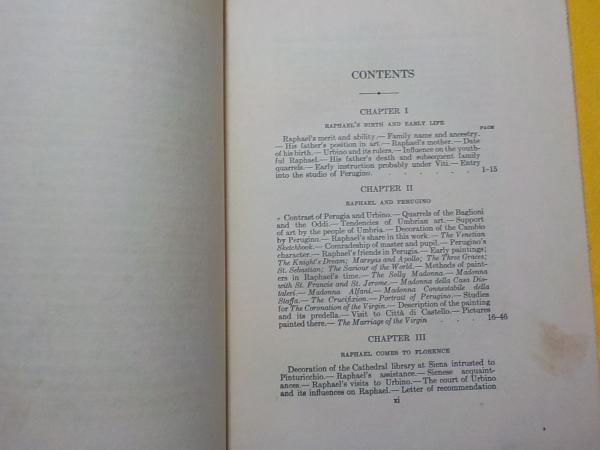 CONTENTS
CHAPTER I
RAPHAEL'S BIRTH AND EARLY LIFE
PAGE
Raphael's merit and ability.— Family name and ancestry.
— His father's position in art.— Raphael's mother.— Date
of his birth.— Urbino and its rulers.— Influence on the youth-
ful Raphael.— His father's death and subsequent family
quarrels.— Early instruction probably under Viti.— Entry
into the studio of Perugino. . . . . . . 1–15
CHAPTER II
RAPHAEL AND PERUGINO
Contrast of Perugia and Urbino.— Quarrels of the Baglioni
and the Oddi.— Tendencies of Umbrian art.— Support
of art by the people of Umbria.— Decoration of the Cambio
by Perugino.— Raphael's share in this work.— The Venetian
Sketchbook.— Comradeship of master and pupil.— Perugino's
character.— Raphael's friends in Perugia.— Early paintings;
The Knight's Dream; Marsyas and Apollo; The Three Graces;
St. Sebastian; The Saviour of the World.— Methods of paint-
ers in Raphael's time.— The Solly Madonna.— Madonna
with St. Francis and St. Jerome.— Madonna della Casa Dio-
taleri.— Madonna Alfani.— Madonna Connestabile della
Staffa.— The Crucifixion.— Portrait of Perugino.— Studies
for The Coronation of the Virgin.— Description of the painting
and its predella.— Visit to Città di Castello.— Pictures
painted there.— The Marriage of the Virgin . . . . 16–46
CHAPTER III
RAPHAEL COMES TO FLORENCE
Decoration of the Cathedral library at Siena intrusted to
Pinturicchio.— Raphael's assistance.— Sienese acquaint-
ances.— Raphael's visits to Urbino.— The court of Urbino
and its influences on Raphael.— Letter of recommendation
xi